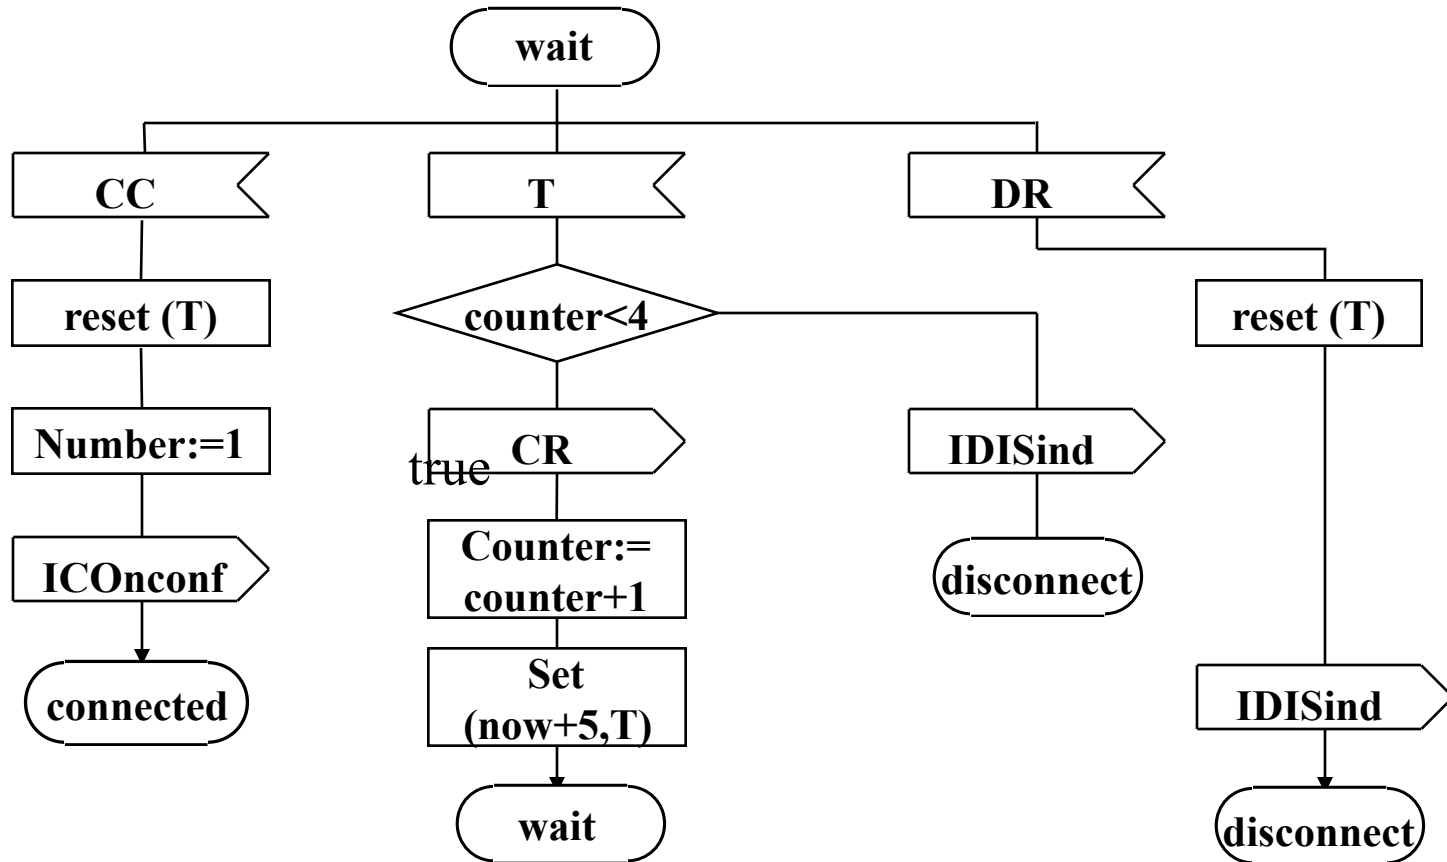 wait
CC
T
DR
reset (T)
counter<4
reset (T)
Number:=1
CR
true
IDISind
ICOnconf
Counter:=
counter+1
disconnect
connected
Set
(now+5,T)
IDISind
wait
disconnect